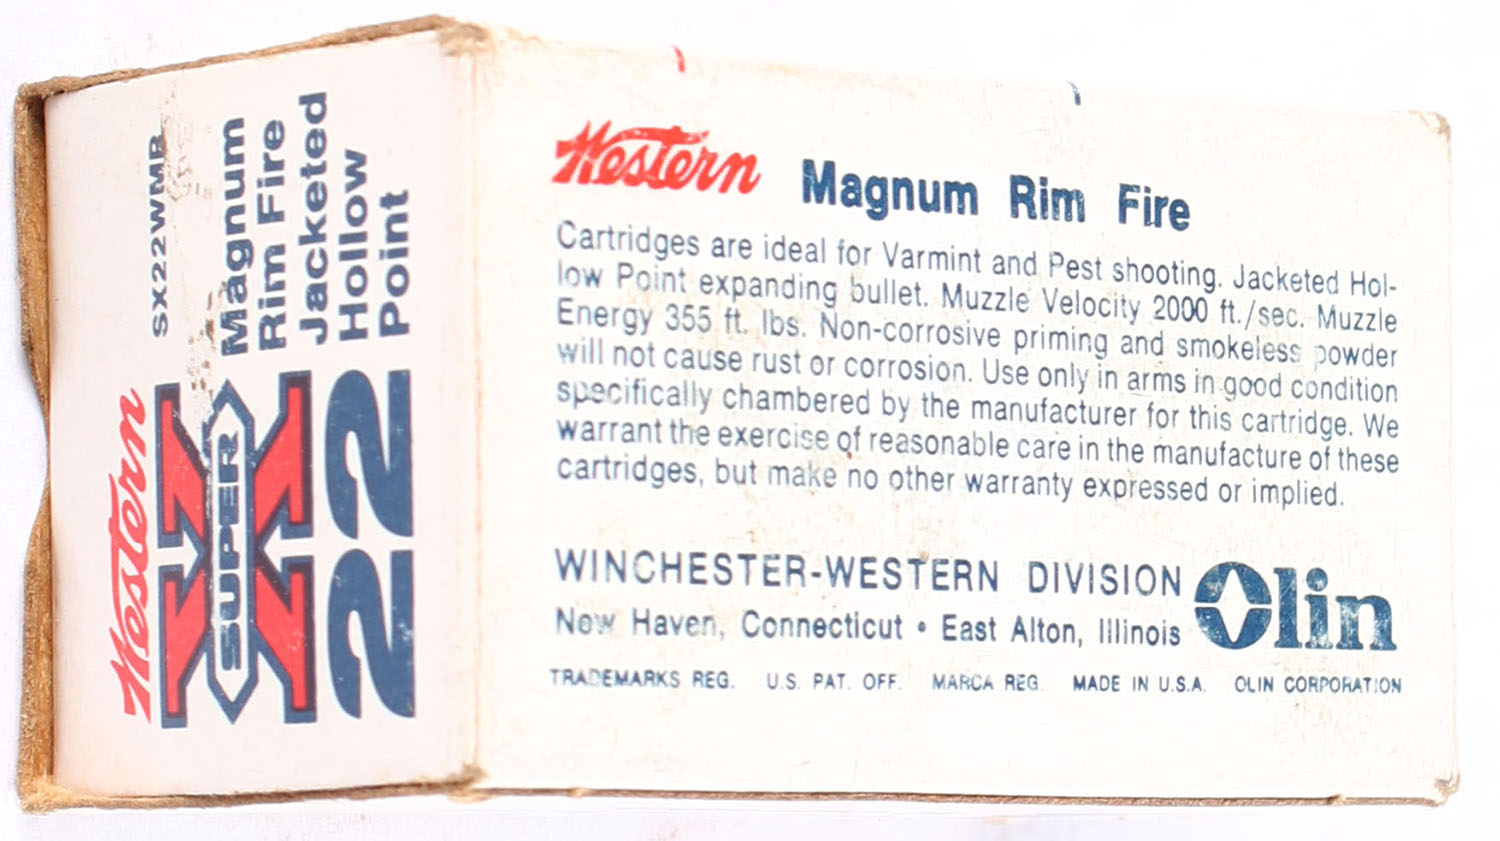 Western
SUPER X
22
SX22WMR
Magnum
Rim Fire
Jacketed
Hollow
Point
Western Magnum Rim Fire
Cartridges are ideal for Varmint and Pest shooting. Jacketed Hol-
low Point expanding bullet. Muzzle Velocity 2000 ft./sec. Muzzle
Energy 355 ft. lbs. Non-corrosive priming and smokeless powder
will not cause rust or corrosion. Use only in arms in good condition
specifically chambered by the manufacturer for this cartridge. We
warrant the exercise of reasonable care in the manufacture of these
cartridges, but make no other warranty expressed or implied.
WINCHESTER-WESTERN DIVISION Olin
New Haven, Connecticut • East Alton, Illinois
TRADEMARKS REG. U.S. PAT. OFF. MARCA REG. MADE IN U.S.A. OLIN CORPORATION